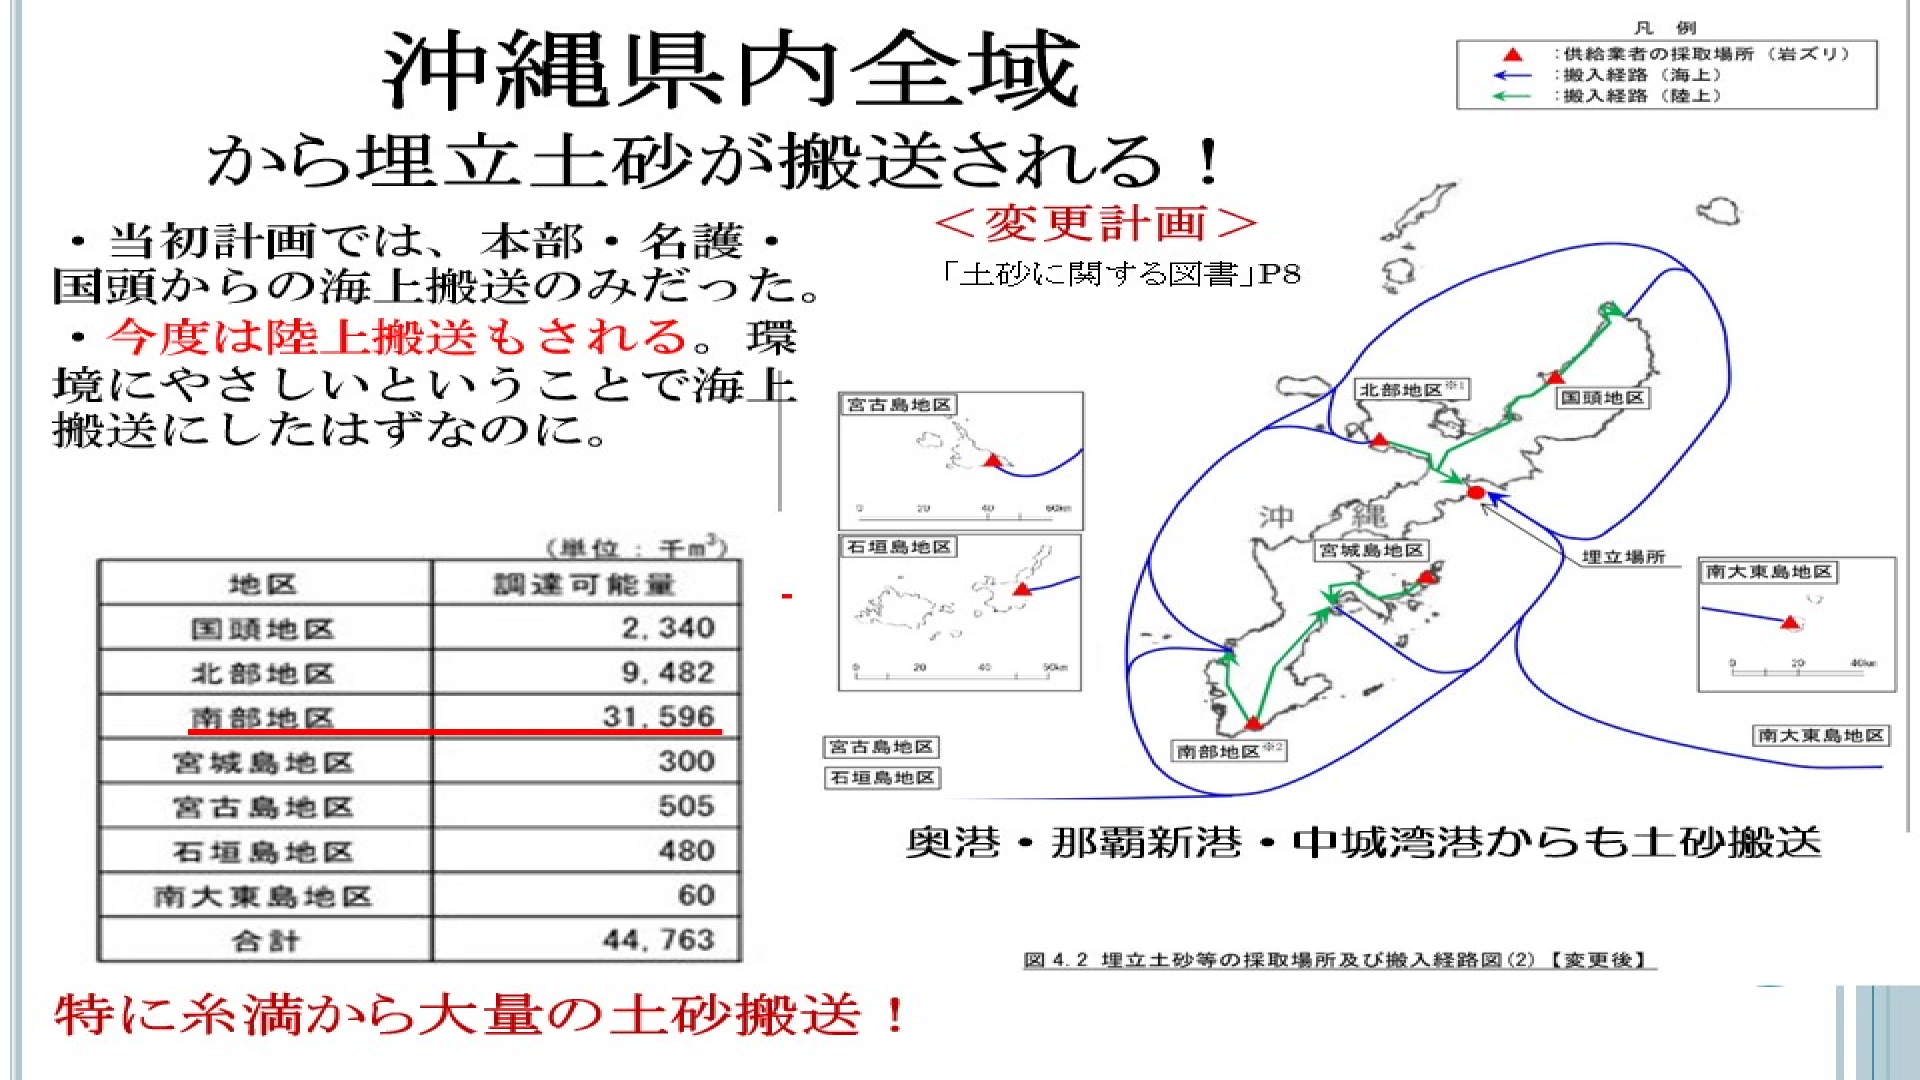 沖縄県内全域
から埋立土砂が搬送される！
・当初計画では、本部・名護・
国頭からの海上搬送のみだった。
・今度は陸上搬送もされる。環
境にやさしいということで海上
搬送にしたはずなのに。
(単位：千m³)
地区 調達可能量
国頭地区 2,340
北部地区 9,482
南部地区 31,596
宮城島地区 300
宮古島地区 505
石垣島地区 480
南大東島地区 60
合計 44,763
特に糸満から大量の土砂搬送！
＜変更計画＞
「土砂に関する図書」P8
凡 例
：供給業者の採取場所（岩ズリ）
：搬入経路（海上）
：搬入経路（陸上）
北部地区※1
国頭地区
宮古島地区
0 20 40 60km
沖 縄
石垣島地区
宮城島地区
埋立場所
南大東島地区
0 20 40km
0 20 40 50km
南大東島地区
宮古島地区
南部地区※2
石垣島地区
奥港・那覇新港・中城湾港からも土砂搬送
図4.2 埋立土砂等の採取場所及び搬入経路図(2)【変更後】